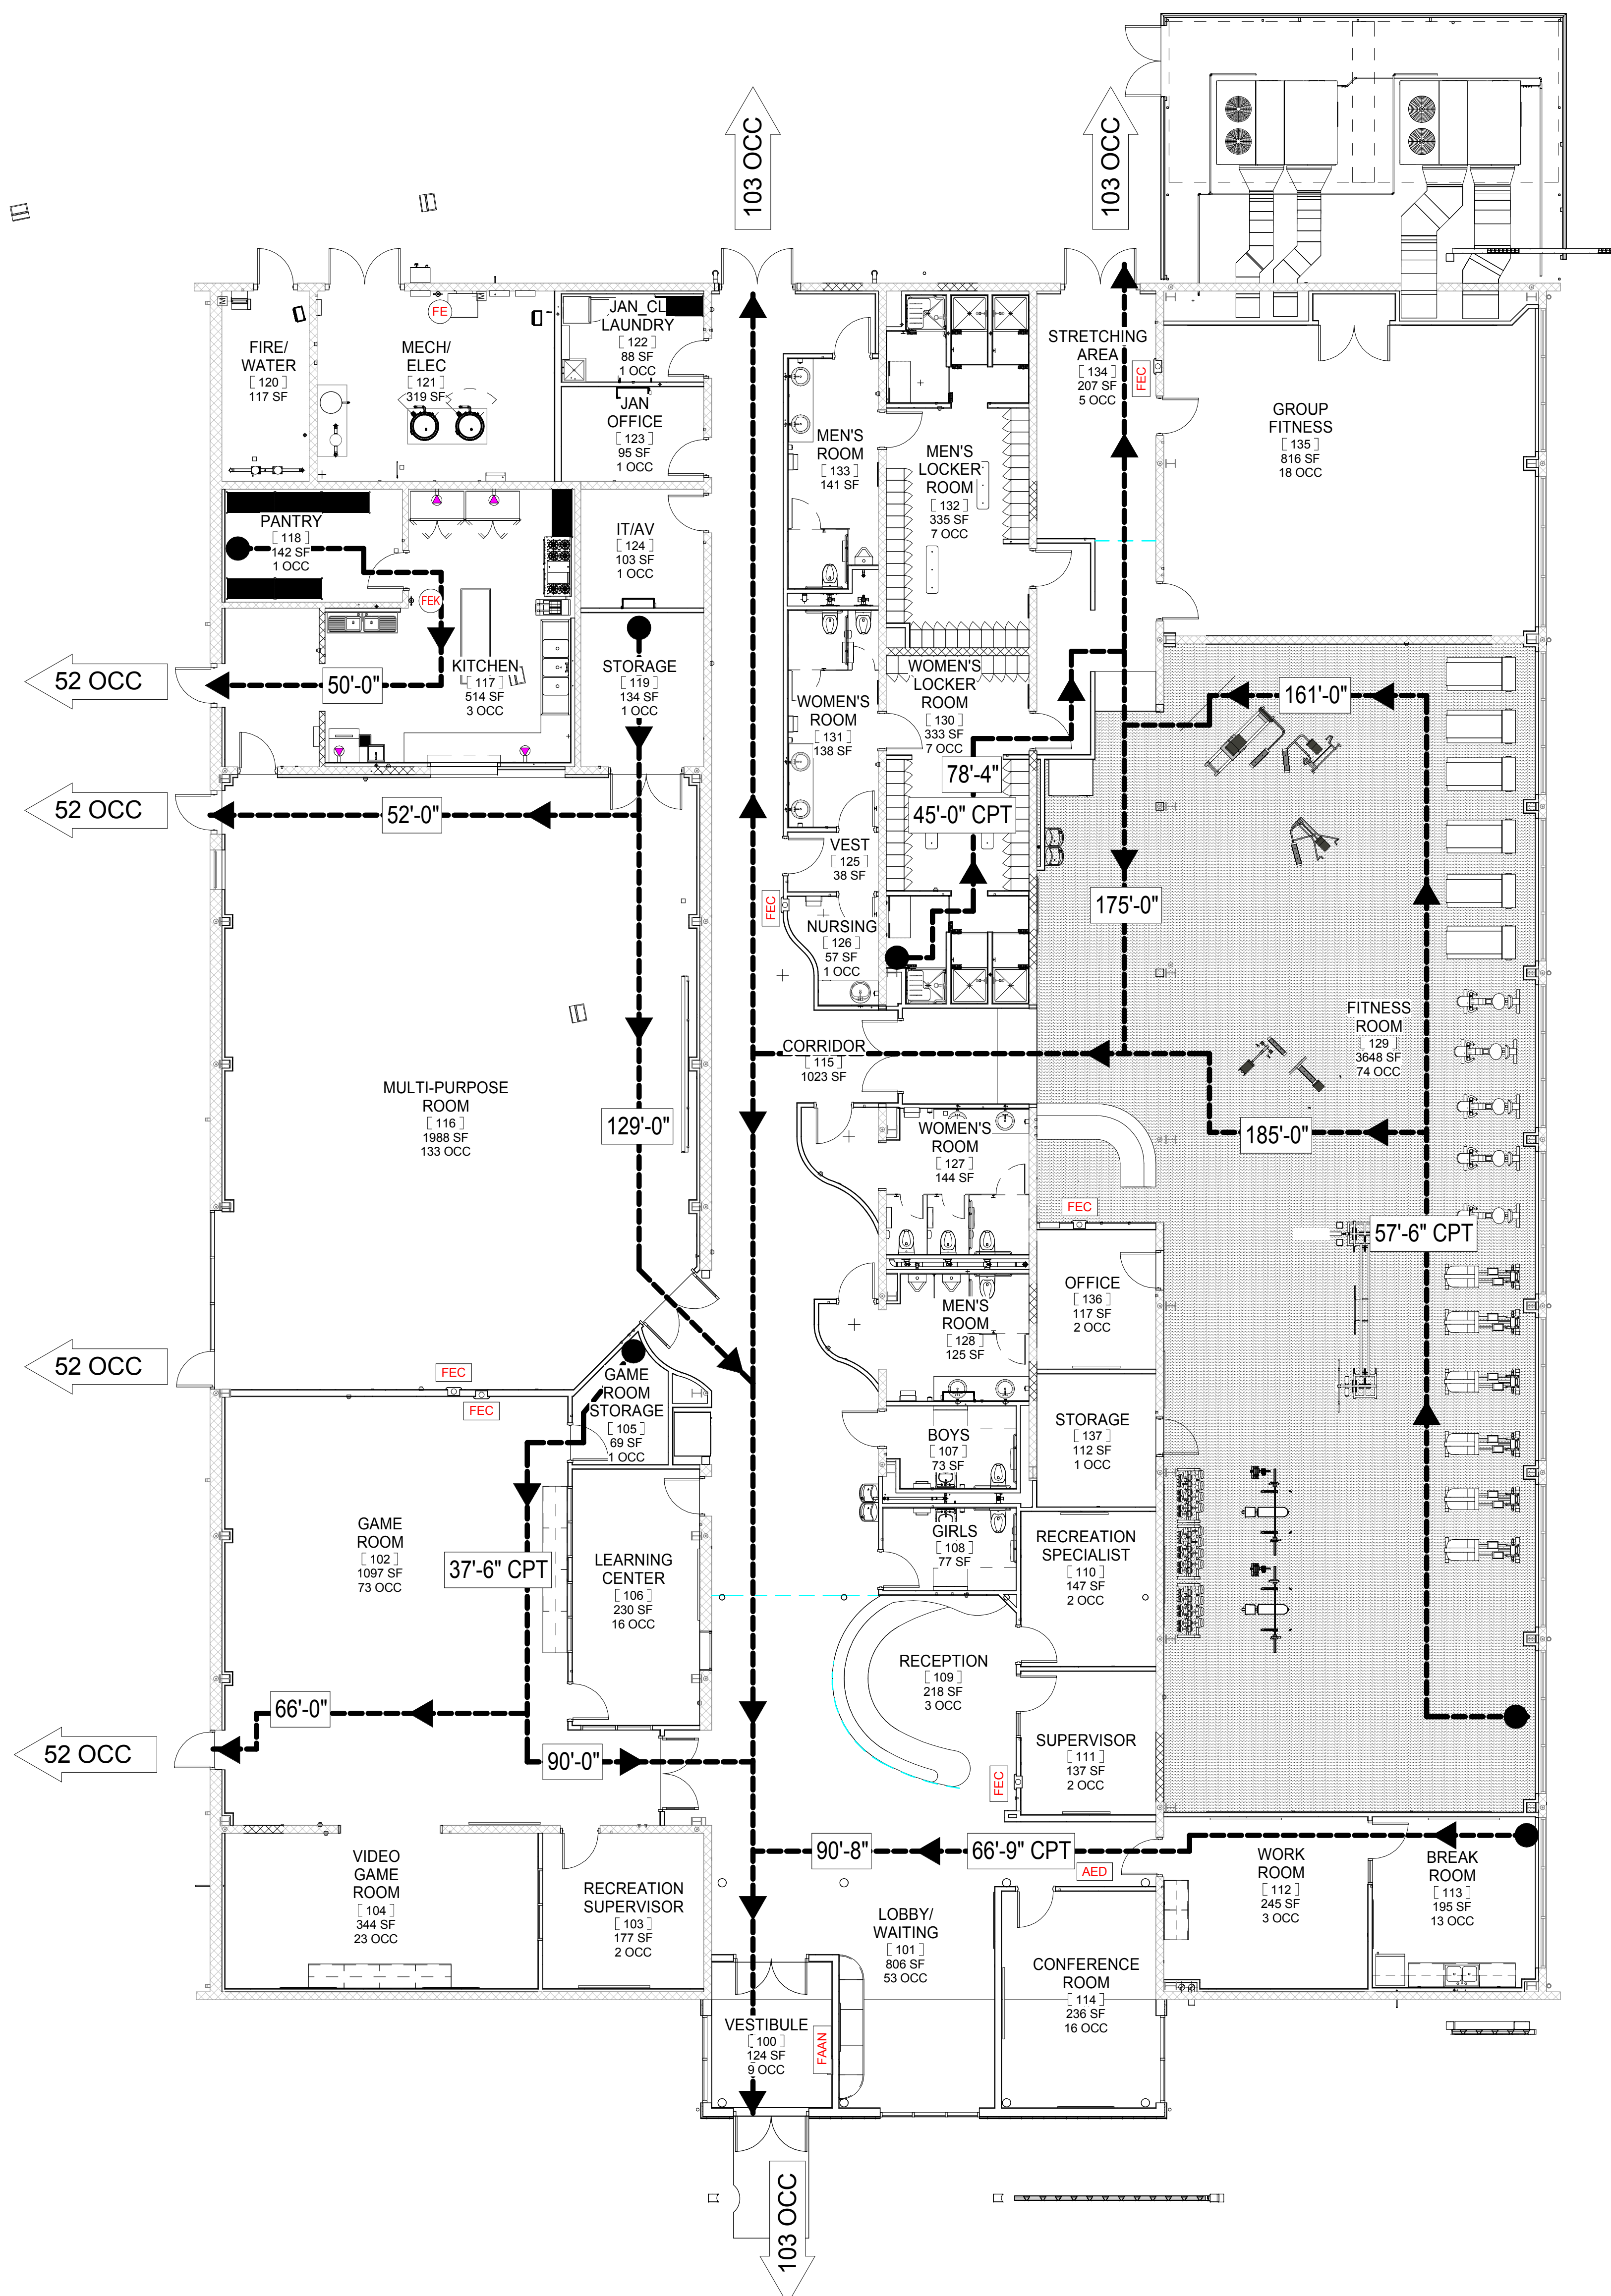 103 OCC
103 OCC
FIRE/
WATER
[ 120 ]
117 SF
FE
MECH/
ELEC
[ 121 ]
319 SF
JAN_CL
LAUNDRY
[ 122 ]
88 SF
1 OCC
JAN
OFFICE
[ 123 ]
95 SF
1 OCC
MEN'S
ROOM
[ 133 ]
141 SF
MEN'S
LOCKER
ROOM
[ 132 ]
335 SF
7 OCC
STRETCHING
AREA
[ 134 ]
207 SF
5 OCC
FEC
GROUP
FITNESS
[ 135 ]
816 SF
18 OCC
PANTRY
[ 118 ]
142 SF
1 OCC
FEK
IT/AV
[ 124 ]
103 SF
1 OCC
52 OCC
50'-0"
KITCHEN
[ 117 ]
514 SF
3 OCC
STORAGE
[ 119 ]
134 SF
1 OCC
WOMEN'S
ROOM
[ 131 ]
138 SF
WOMEN'S
LOCKER
ROOM
[ 130 ]
333 SF
7 OCC
161'-0"
78'-4"
45'-0" CPT
52 OCC
52'-0"
VEST
[ 125 ]
38 SF
FEC
NURSING
[ 126 ]
57 SF
1 OCC
175'-0"
CORRIDOR
[ 115 ]
1023 SF
FITNESS
ROOM
[ 129 ]
3648 SF
74 OCC
MULTI-PURPOSE
ROOM
[ 116 ]
1988 SF
133 OCC
129'-0"
WOMEN'S
ROOM
[ 127 ]
144 SF
185'-0"
FEC
57'-6" CPT
OFFICE
[ 136 ]
117 SF
2 OCC
MEN'S
ROOM
[ 128 ]
125 SF
52 OCC
FEC
FEC
GAME
ROOM
STORAGE
[ 105 ]
69 SF
1 OCC
BOYS
[ 107 ]
73 SF
STORAGE
[ 137 ]
112 SF
1 OCC
GAME
ROOM
[ 102 ]
1097 SF
73 OCC
37'-6" CPT
LEARNING
CENTER
[ 106 ]
230 SF
16 OCC
GIRLS
[ 108 ]
77 SF
RECREATION
SPECIALIST
[ 110 ]
147 SF
2 OCC
RECEPTION
[ 109 ]
218 SF
3 OCC
66'-0"
52 OCC
90'-0"
SUPERVISOR
[ 111 ]
137 SF
2 OCC
FEC
90'-8"
66'-9" CPT
AED
VIDEO
GAME
ROOM
[ 104 ]
344 SF
23 OCC
RECREATION
SUPERVISOR
[ 103 ]
177 SF
2 OCC
LOBBY/
WAITING
[ 101 ]
806 SF
53 OCC
WORK
ROOM
[ 112 ]
245 SF
3 OCC
BREAK
ROOM
[ 113 ]
195 SF
13 OCC
CONFERENCE
ROOM
[ 114 ]
236 SF
16 OCC
VESTIBULE
[ 100 ]
124 SF
9 OCC
FAAN
103 OCC